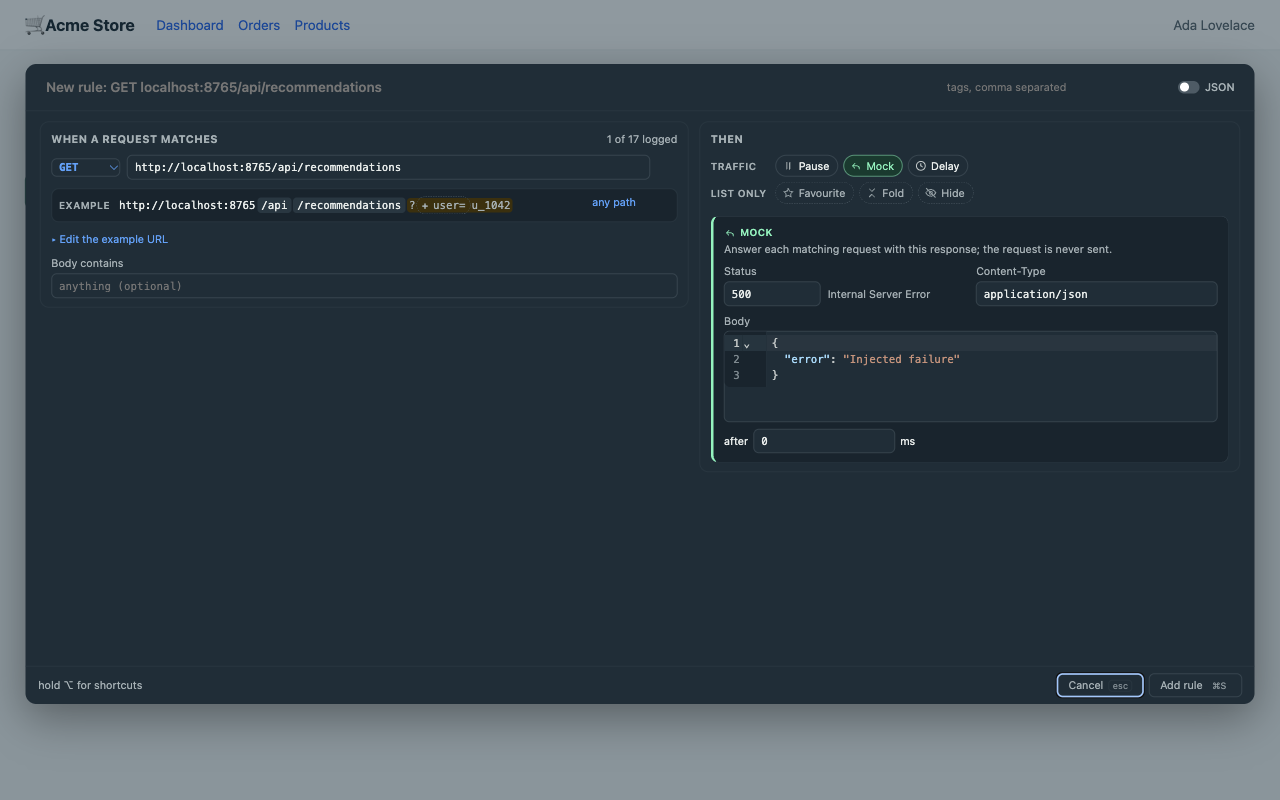 Acme Store Dashboard Orders Products Ada Lovelace
New rule: GET localhost:8765/api/recommendations tags, comma separated JSON
WHEN A REQUEST MATCHES 1 of 17 logged
GET http://localhost:8765/api/recommendations
EXAMPLE http://localhost:8765 /api /recommendations ? + user= u_1042 any path
▸ Edit the example URL
Body contains
anything (optional)
THEN
TRAFFIC Pause Mock Delay
LIST ONLY Favourite Fold Hide
MOCK
Answer each matching request with this response; the request is never sent.
Status Content-Type
500 Internal Server Error application/json
Body
1 {
2 "error": "Injected failure"
3 }
after 0 ms
hold ⌥ for shortcuts Cancel esc Add rule ⌘S